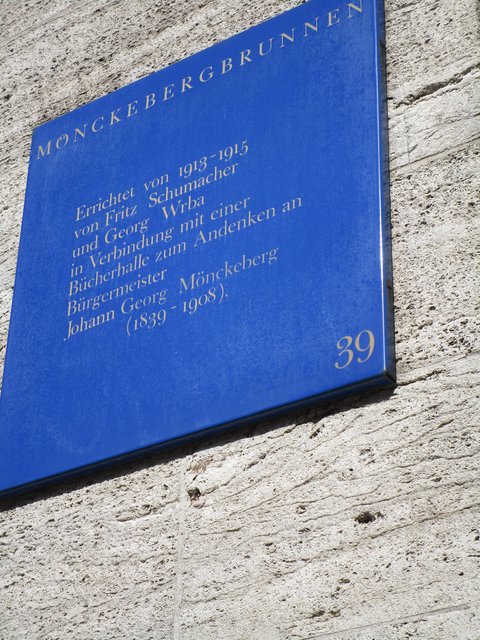 MÖNCKEBERGBRUNNEN
Errichtet von 1913-1915
von Fritz Schumacher
und Georg Wrba
in Verbindung mit einer
Bücherhalle zum Andenken an
Bürgermeister
Johann Georg Mönckeberg
(1839 - 1908).
39